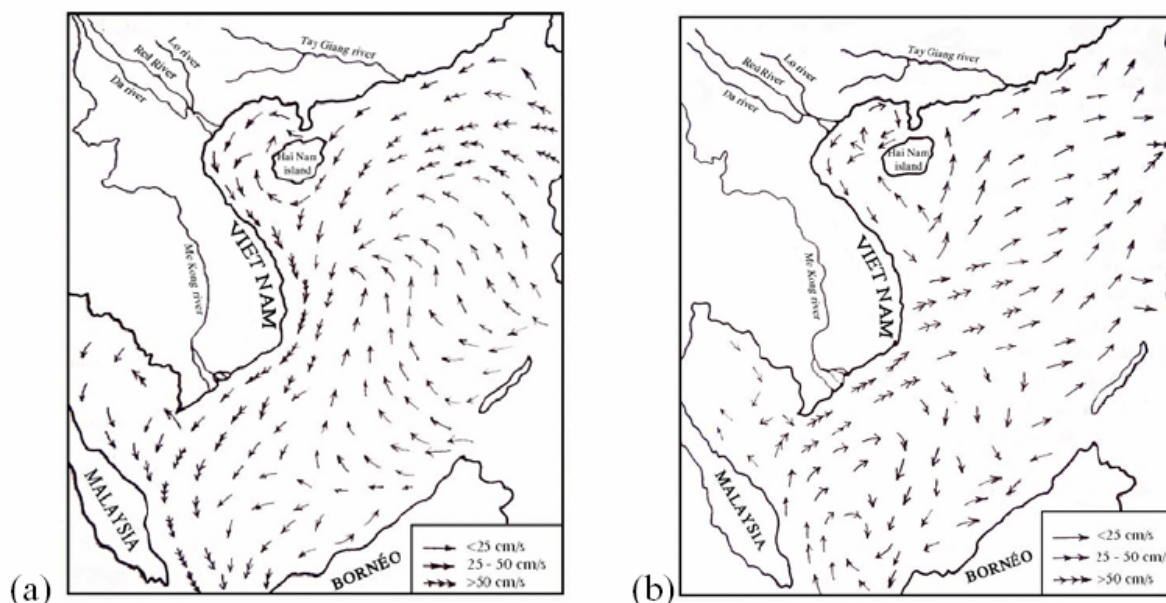 Tay Giang river
Lo river
Red River
Da river
Hai Nam
island
VIET NAM
Me Kong river
MALAYSIA
BORNÉO
<25 cm/s
25 - 50 cm/s
>50 cm/s
(a)
Tay Giang river
Lo river
Red River
Da river
Hai Nam
island
VIET NAM
Me Kong river
MALAYSIA
BORNÉO
<25 cm/s
25 - 50 cm/s
>50 cm/s
(b)